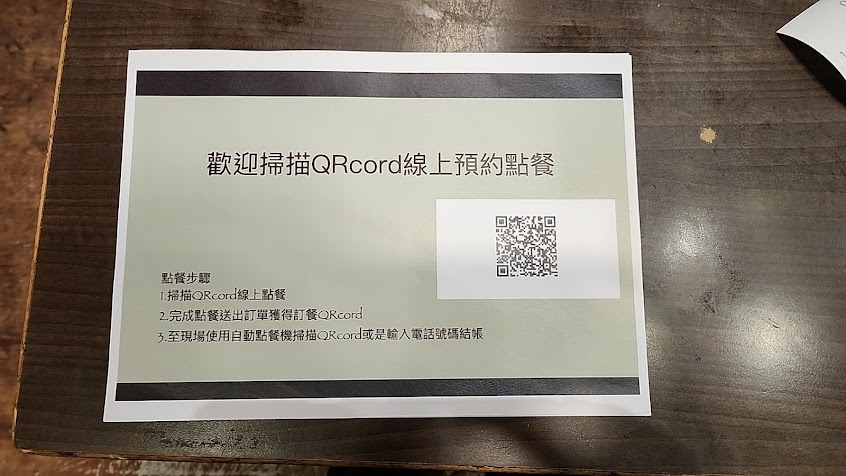 歡迎掃描QRcord線上預約點餐
點餐步驟
1.掃描QRcord線上點餐
2.完成點餐送出訂單獲得訂餐QRcord
3.至現場使用自動點餐機掃描QRcord或是輸入電話號碼結帳